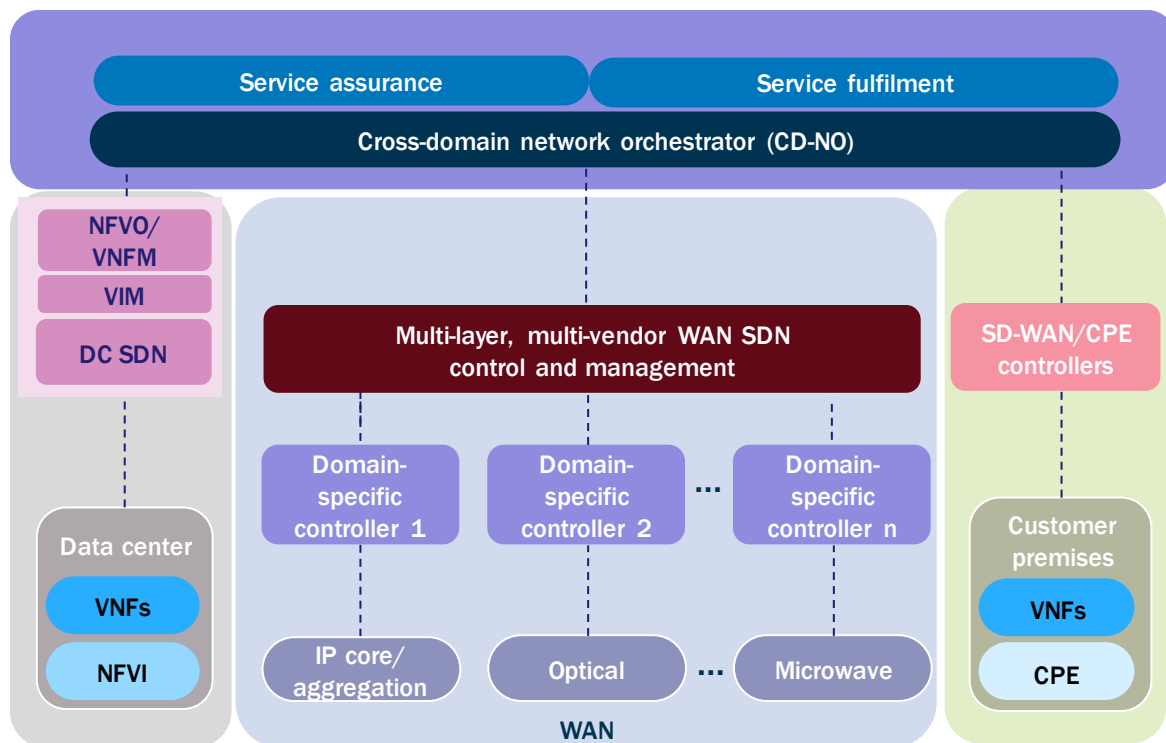 Service assurance
Service fulfilment
Cross-domain network orchestrator (CD-NO)
NFVO/
VNFM
VIM
DC SDN
Multi-layer, multi-vendor WAN SDN
control and management
SD-WAN/CPE
controllers
Domain-
specific
controller 1
Domain-
specific
controller 2
...
Domain-
specific
controller n
Data center
VNFs
NFVI
IP core/
aggregation
Optical
...
Microwave
WAN
Customer
premises
VNFs
CPE